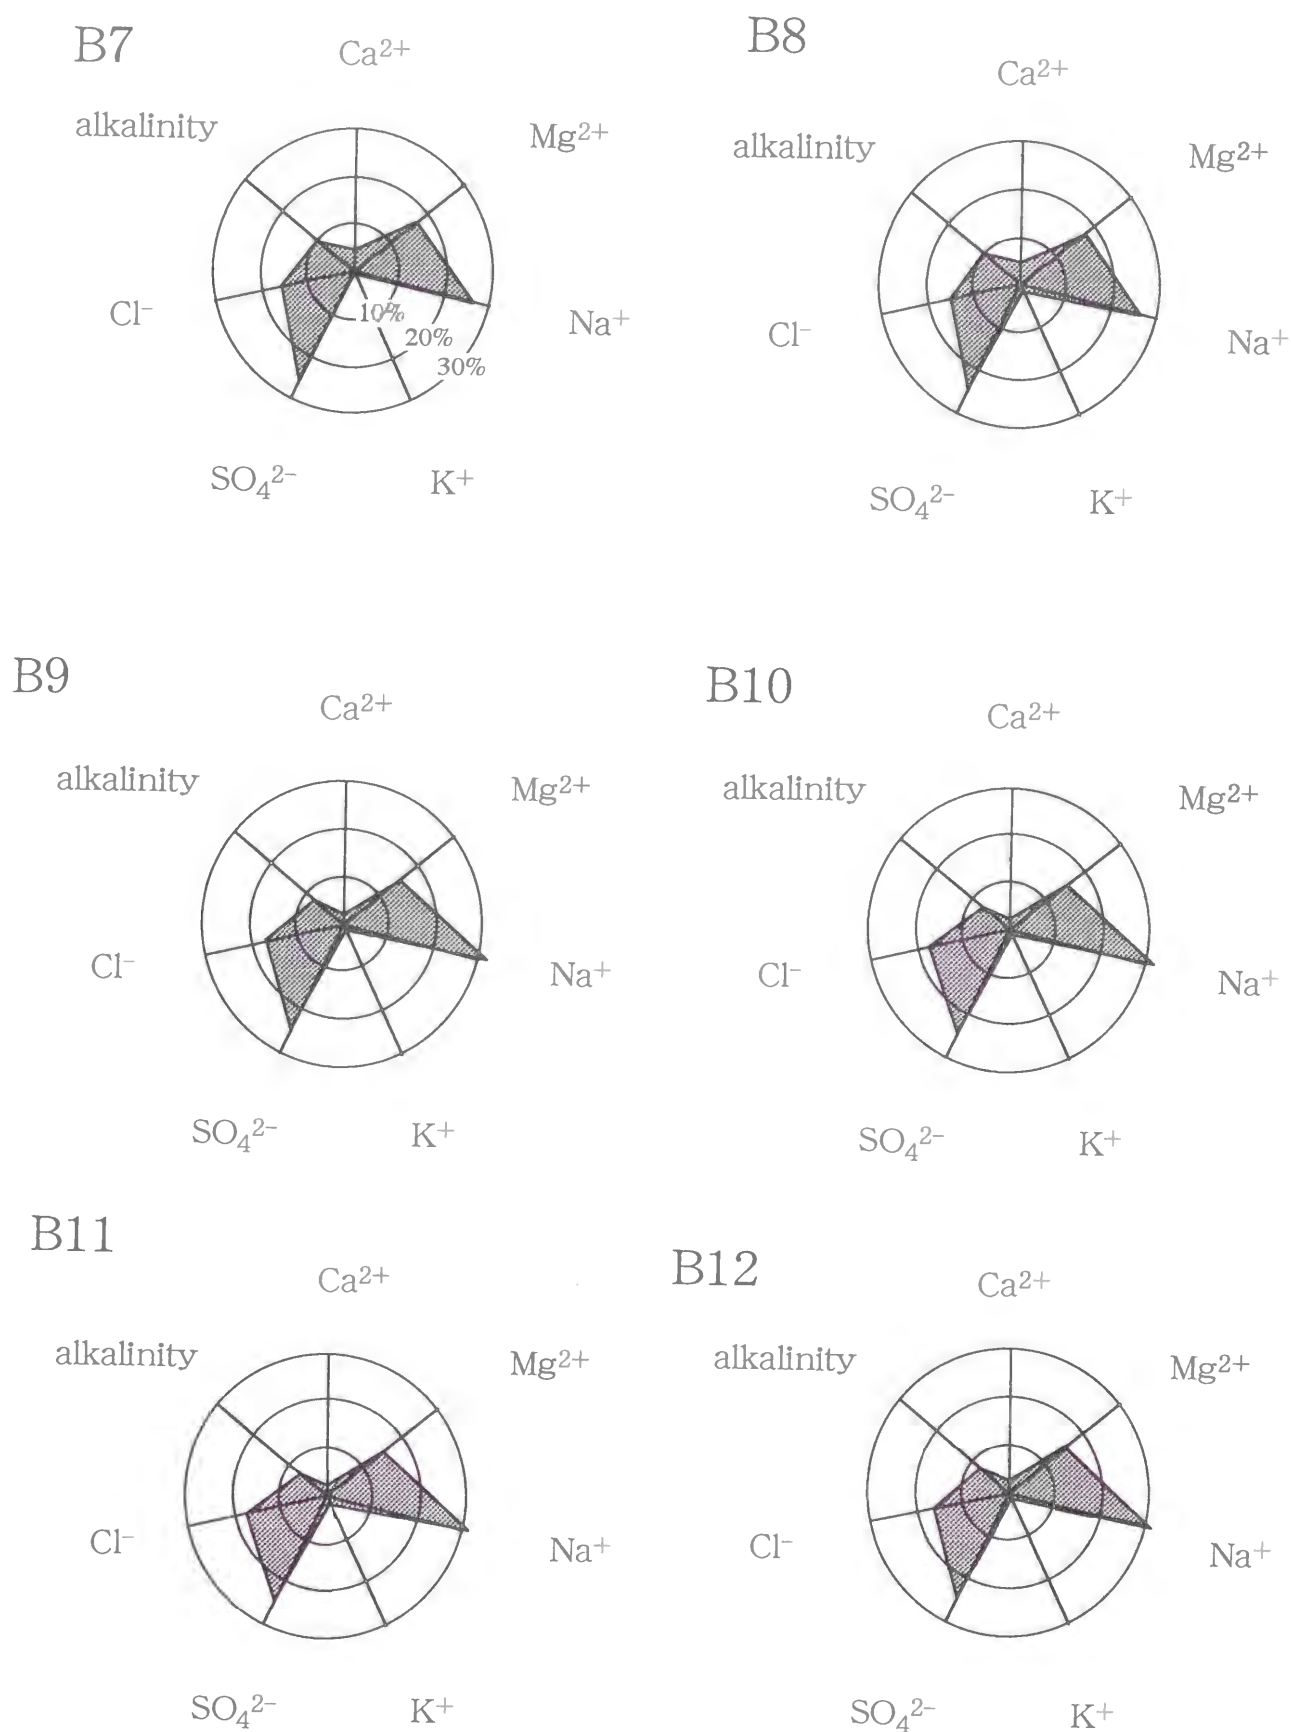 B7
Ca²⁺
alkalinity
Mg²⁺
Cl⁻
10%
20%
30%
Na⁺
SO₄²⁻
K⁺
B8
Ca²⁺
alkalinity
Mg²⁺
Cl⁻
Na⁺
SO₄²⁻
K⁺
B9
Ca²⁺
alkalinity
Mg²⁺
Cl⁻
Na⁺
SO₄²⁻
K⁺
B10
Ca²⁺
alkalinity
Mg²⁺
Cl⁻
Na⁺
SO₄²⁻
K⁺
B11
Ca²⁺
alkalinity
Mg²⁺
Cl⁻
Na⁺
SO₄²⁻
K⁺
B12
Ca²⁺
alkalinity
Mg²⁺
Cl⁻
Na⁺
SO₄²⁻
K⁺